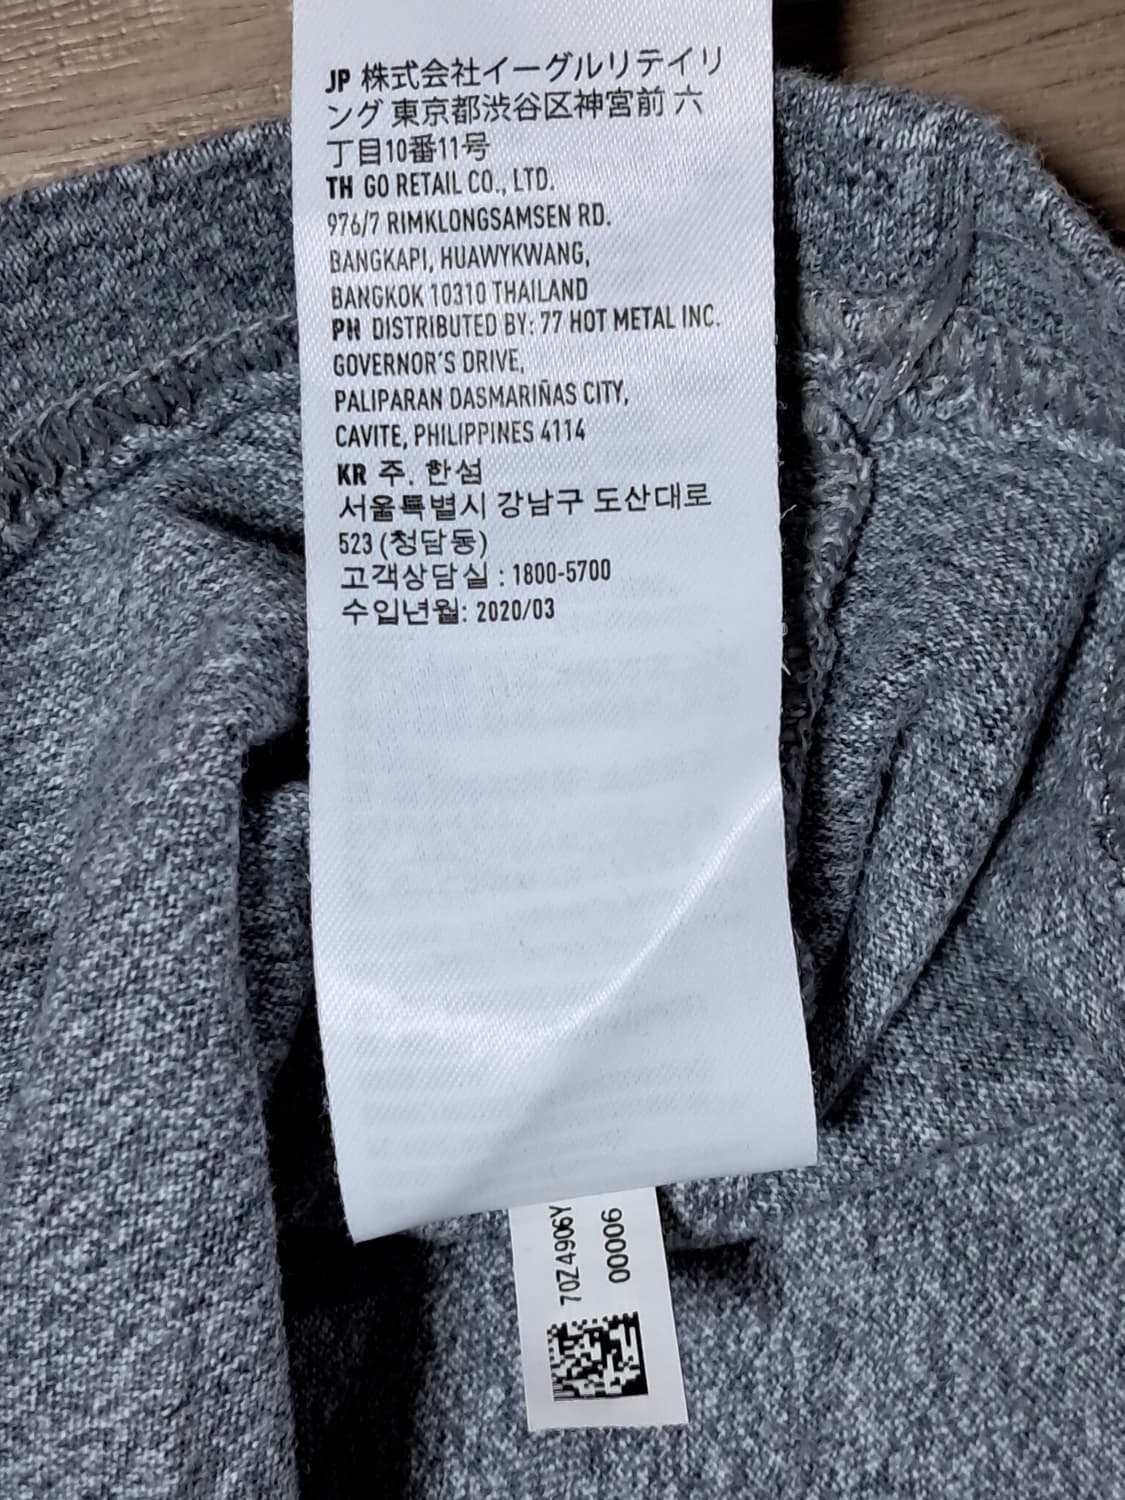 JP 株式会社イーグルリテイリ
ング 東京都渋谷区神宮前 六
丁目10番11号
TH GO RETAIL CO., LTD.
976/7 RIMKLONGSAMSEN RD.
BANGKAPI, HUAWYKWANG,
BANGKOK 10310 THAILAND
PH DISTRIBUTED BY: 77 HOT METAL INC.
GOVERNOR'S DRIVE,
PALIPARAN DASMARIÑAS CITY,
CAVITE, PHILIPPINES 4114
KR 주. 한섬
서울특별시 강남구 도산대로
523 (청담동)
고객상담실 : 1800-5700
수입년월: 2020/03
70Z4906Y
00006